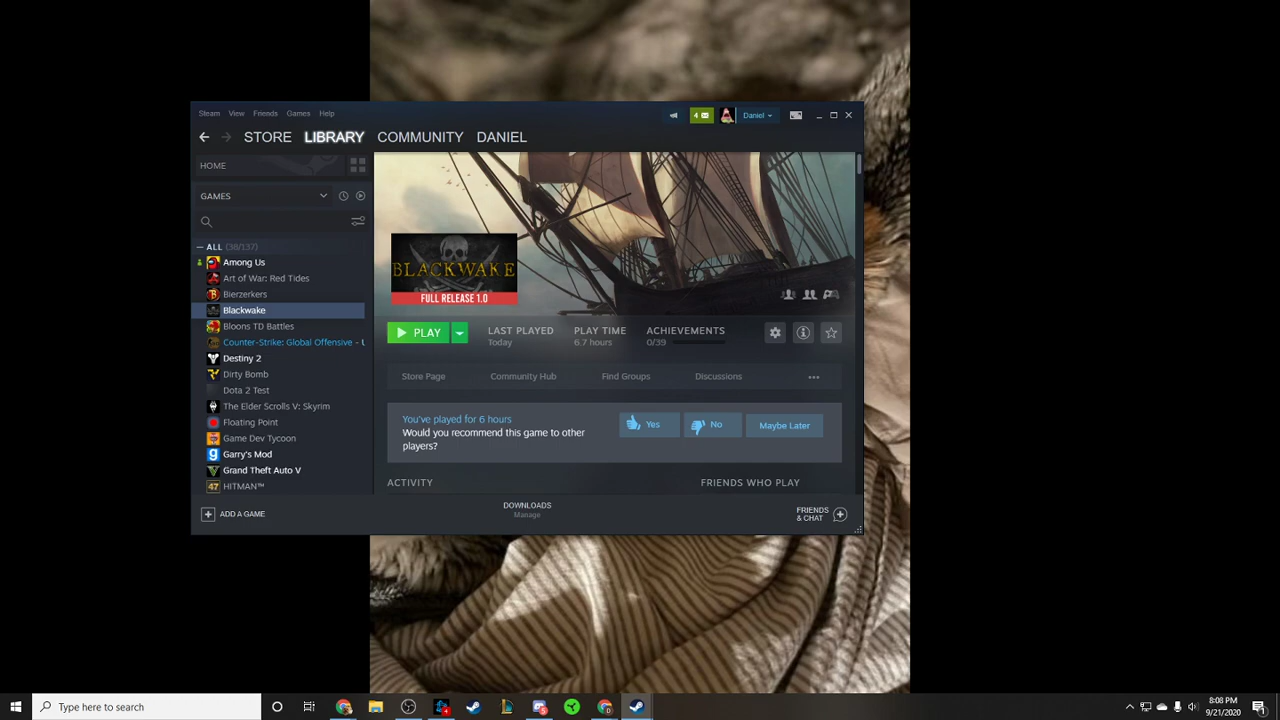 Steam View Friends Games Help
4
Daniel
STORE LIBRARY COMMUNITY DANIEL
HOME
GAMES
ALL (38/137)
Among Us
Art of War: Red Tides
Bierzerkers
Blackwake
Bloons TD Battles
Counter-Strike: Global Offensive - U
Destiny 2
Dirty Bomb
Dota 2 Test
The Elder Scrolls V: Skyrim
Floating Point
Game Dev Tycoon
Garry's Mod
Grand Theft Auto V
HITMAN™
BLACKWAKE
FULL RELEASE 1.0
PLAY
LAST PLAYED
Today
PLAY TIME
6.7 hours
ACHIEVEMENTS
0/39
Store Page Community Hub Find Groups Discussions
You've played for 6 hours
Would you recommend this game to other
players?
Yes No Maybe Later
ACTIVITY
FRIENDS WHO PLAY
ADD A GAME
DOWNLOADS
Manage
FRIENDS
& CHAT
Type here to search
8:08 PM
9/21/2020